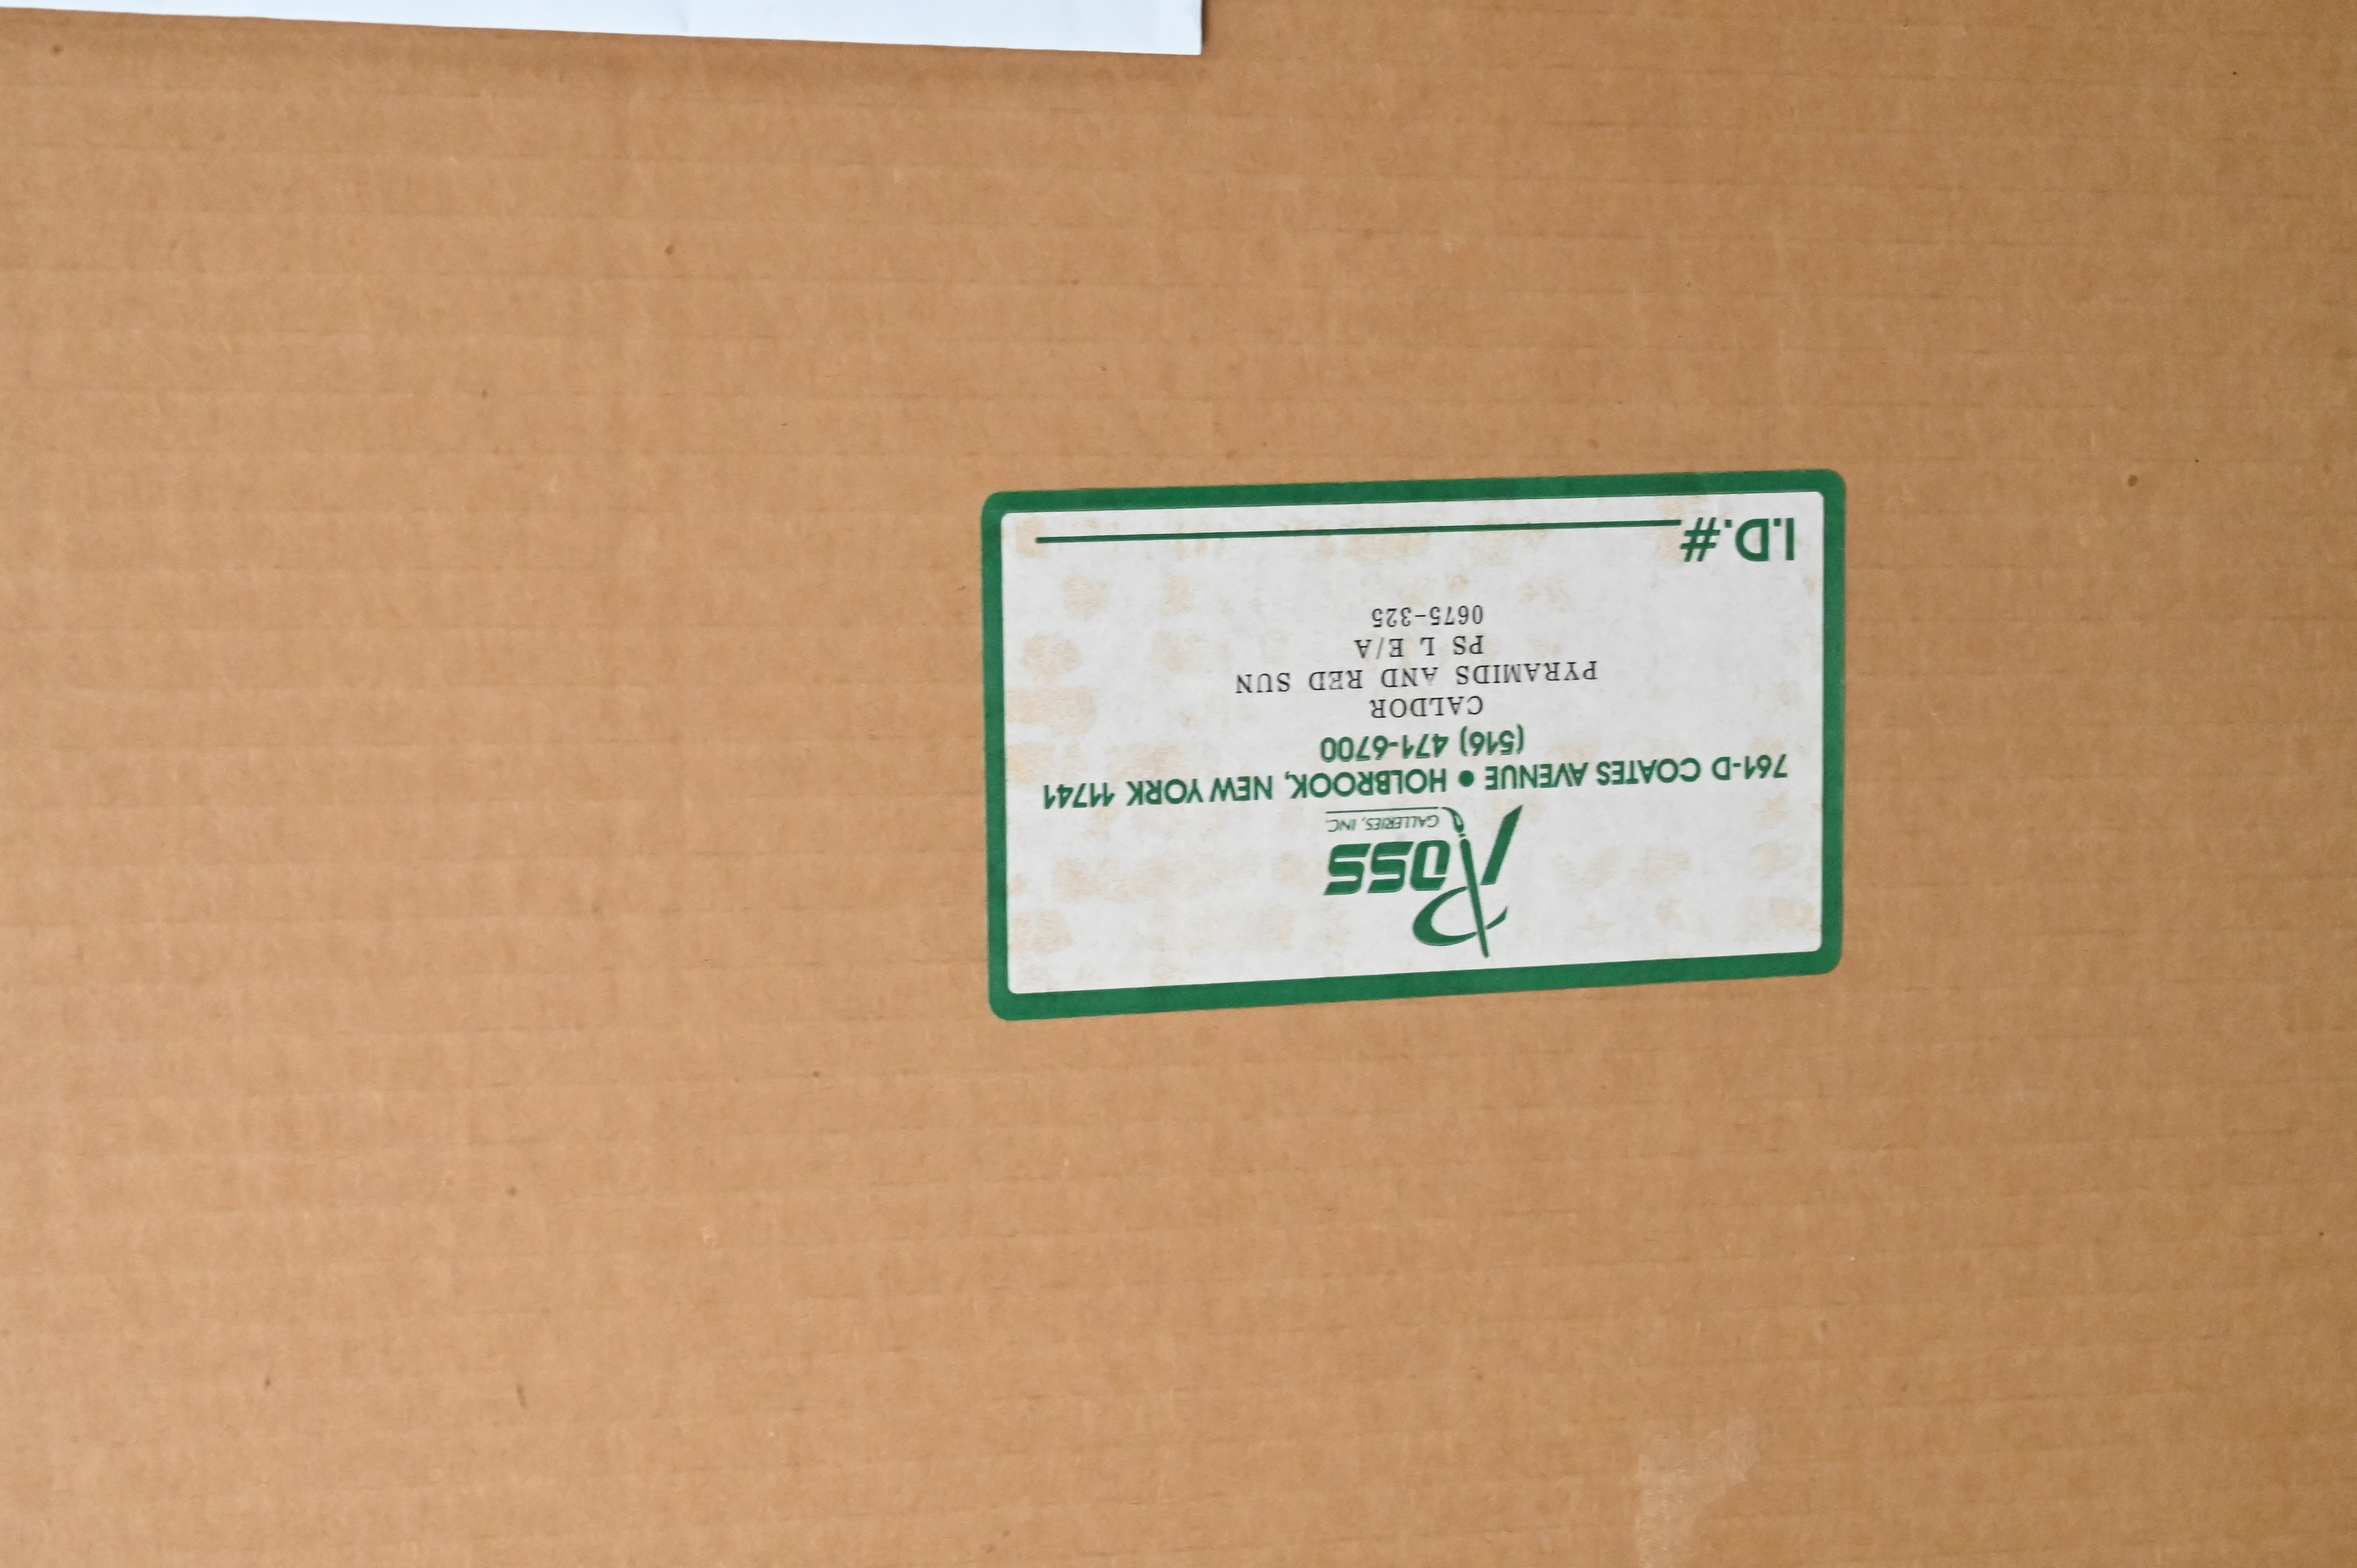 Ross
GALLERIES, INC.
761-D COATES AVENUE • HOLBROOK, NEW YORK 11741
(516) 471-6700
CALDOR
PYRAMIDS AND RED SUN
PS L E/A
0675-325
I.D.#